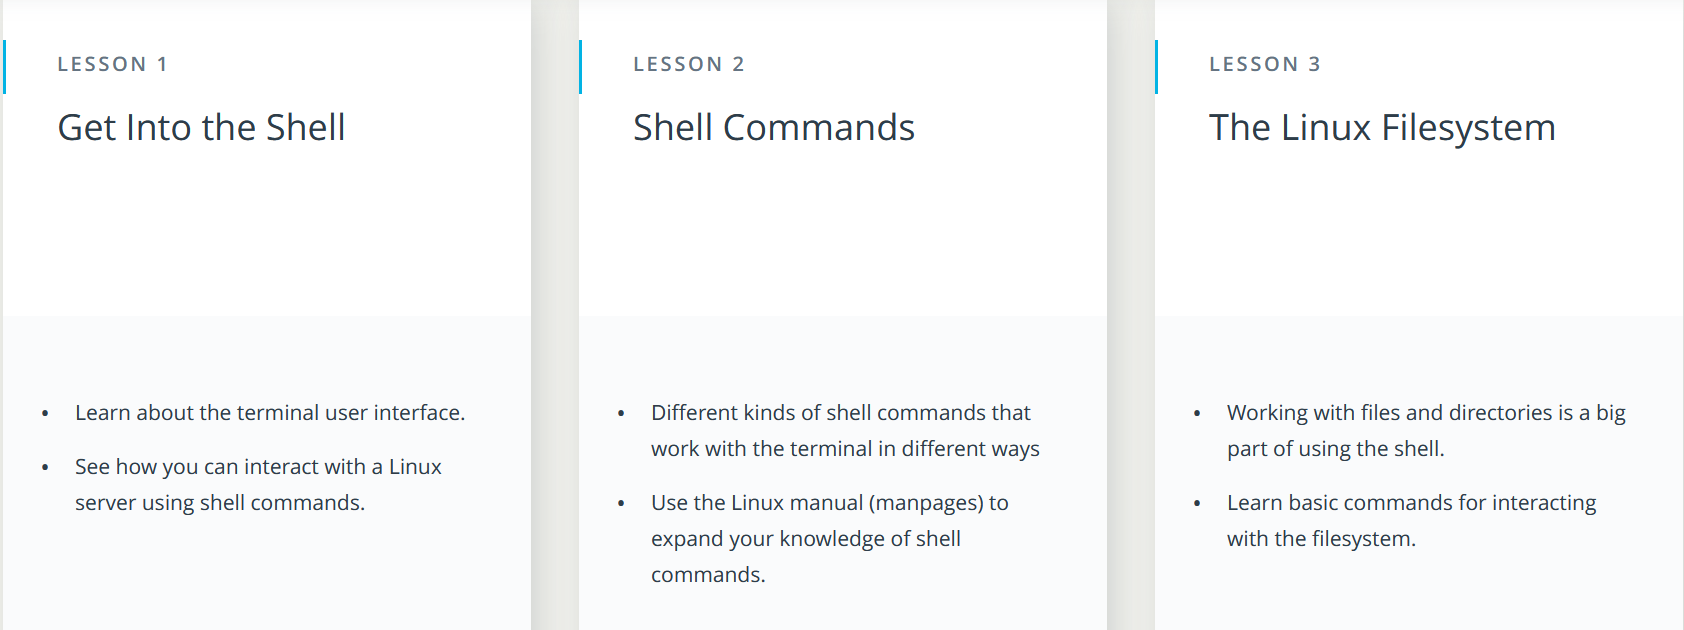 LESSON 1
Get Into the Shell
• Learn about the terminal user interface.
• See how you can interact with a Linux
server using shell commands.
LESSON 2
Shell Commands
• Different kinds of shell commands that
work with the terminal in different ways
• Use the Linux manual (manpages) to
expand your knowledge of shell
commands.
LESSON 3
The Linux Filesystem
• Working with files and directories is a big
part of using the shell.
• Learn basic commands for interacting
with the filesystem.